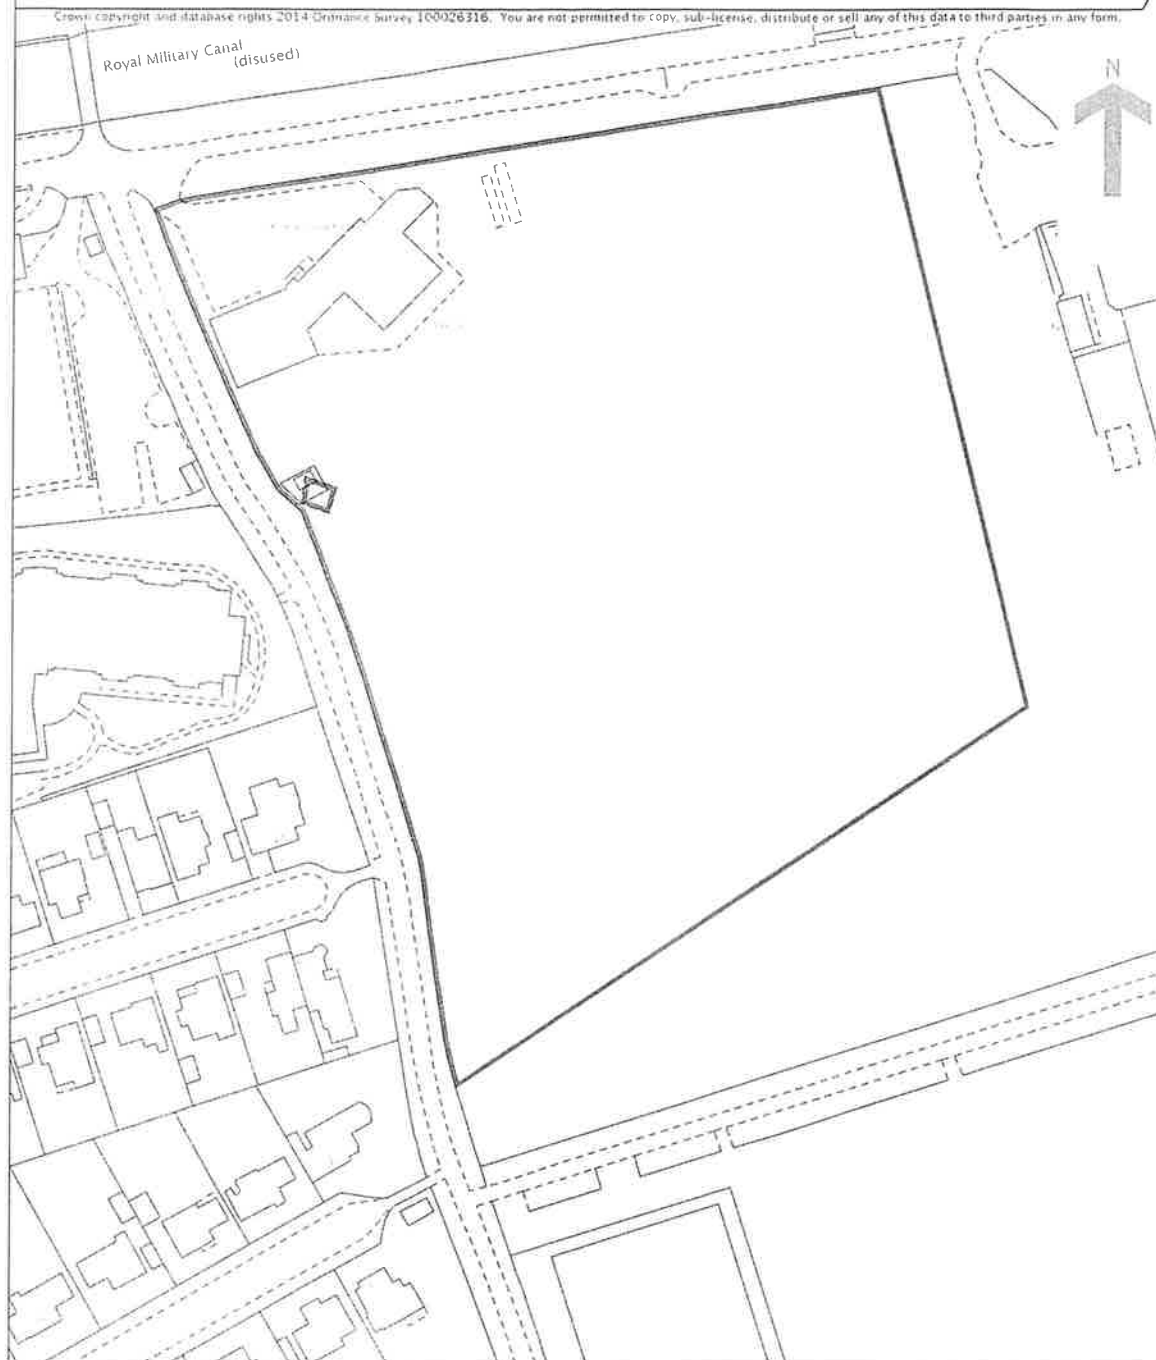 Crown copyright and database rights 2014 Ordnance Survey 100026316. You are not permitted to copy, sub-license, distribute or sell any of this data to third parties in any form.
Royal Military Canal
(disused)
N